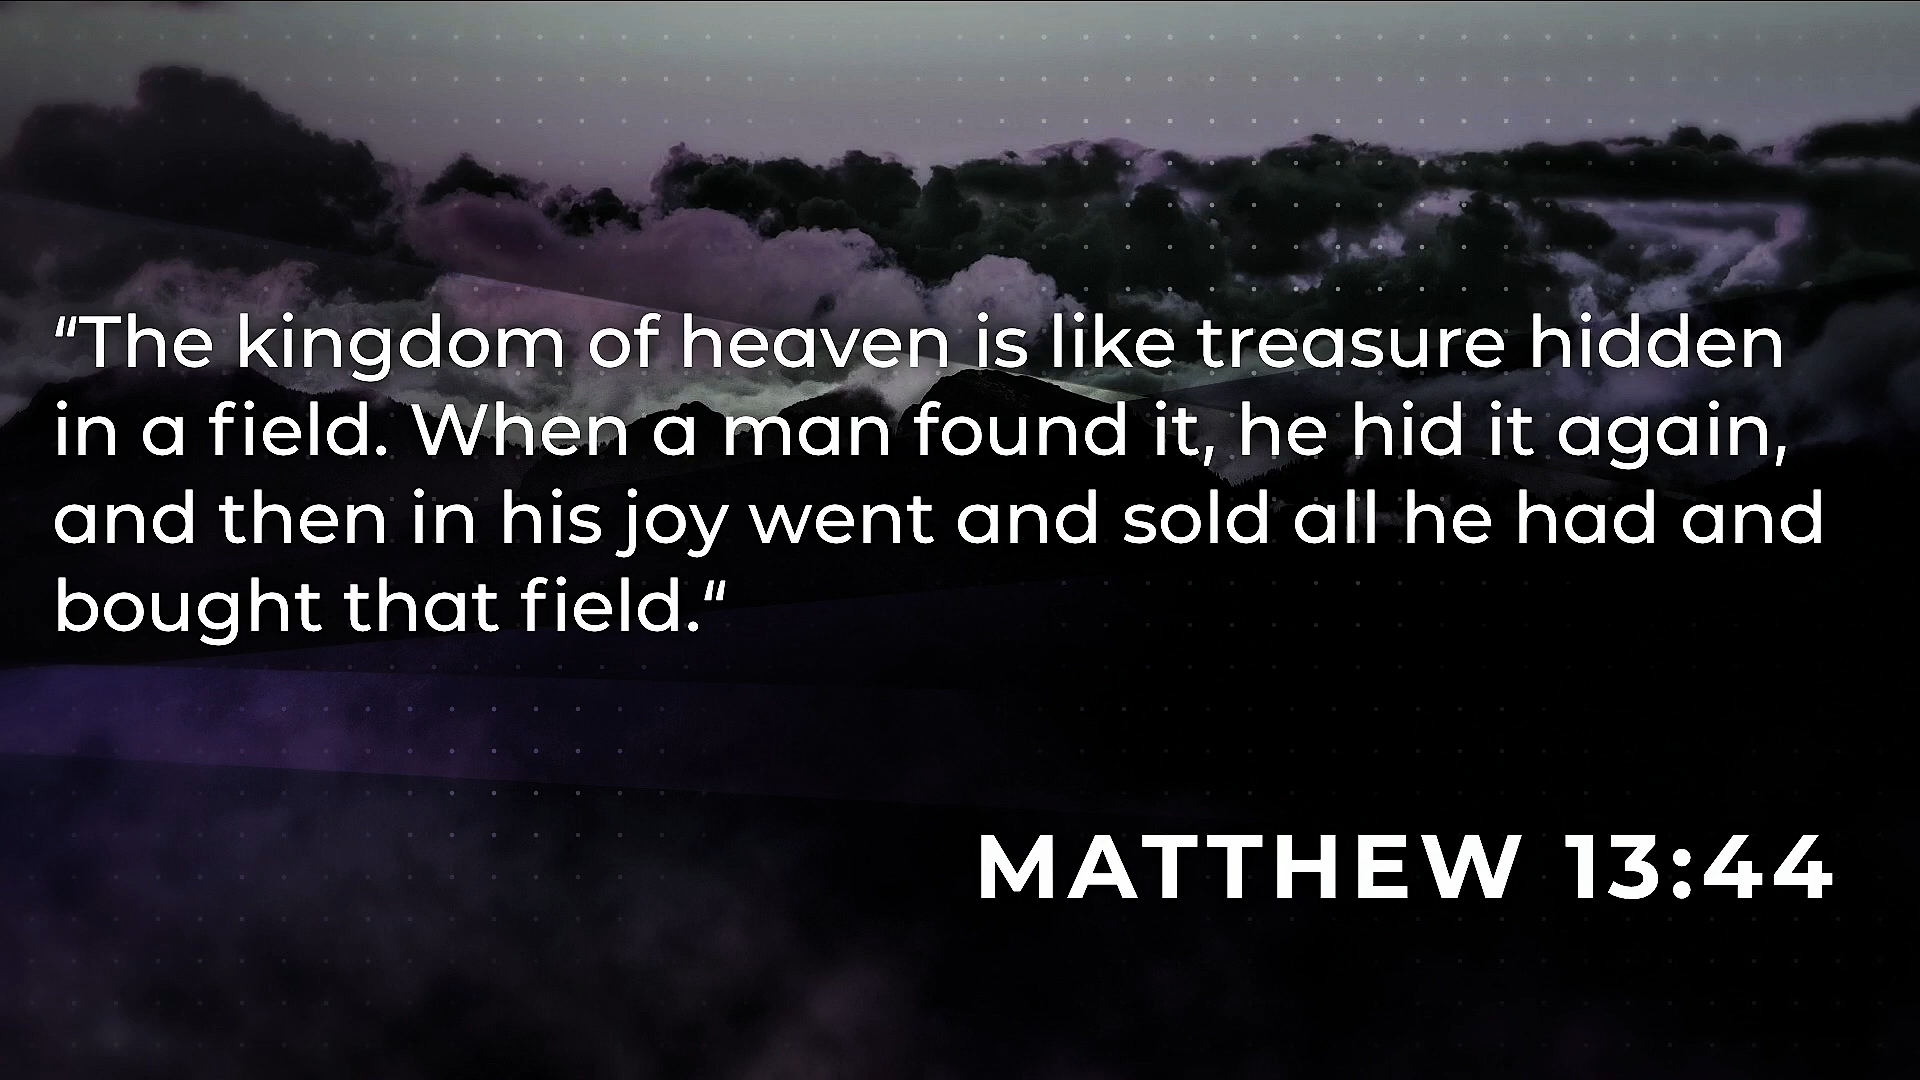 “The kingdom of heaven is like treasure hidden
in a field. When a man found it, he hid it again,
and then in his joy went and sold all he had and
bought that field.“
MATTHEW 13:44